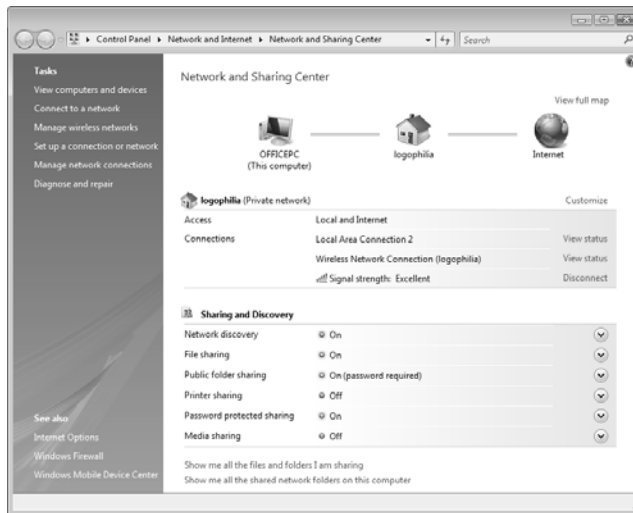 Control Panel ▸ Network and Internet ▸ Network and Sharing Center
Search
Tasks
View computers and devices
Connect to a network
Manage wireless networks
Set up a connection or network
Manage network connections
Diagnose and repair
See also
Internet Options
Windows Firewall
Windows Mobile Device Center
Network and Sharing Center
View full map
OFFICEPC
(This computer)
logophilia
Internet
logophilia (Private network)
Customize
Access Local and Internet
Connections Local Area Connection 2 View status
Wireless Network Connection (logophilia) View status
Signal strength: Excellent Disconnect
Sharing and Discovery
Network discovery On
File sharing On
Public folder sharing On (password required)
Printer sharing Off
Password protected sharing On
Media sharing Off
Show me all the files and folders I am sharing
Show me all the shared network folders on this computer